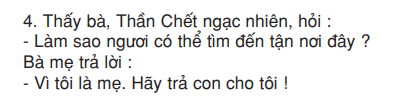 4. Thấy bà, Thần Chết ngạc nhiên, hỏi :
- Làm sao ngươi có thể tìm đến tận nơi đây ?
Bà mẹ trả lời :
- Vì tôi là mẹ. Hãy trả con cho tôi !